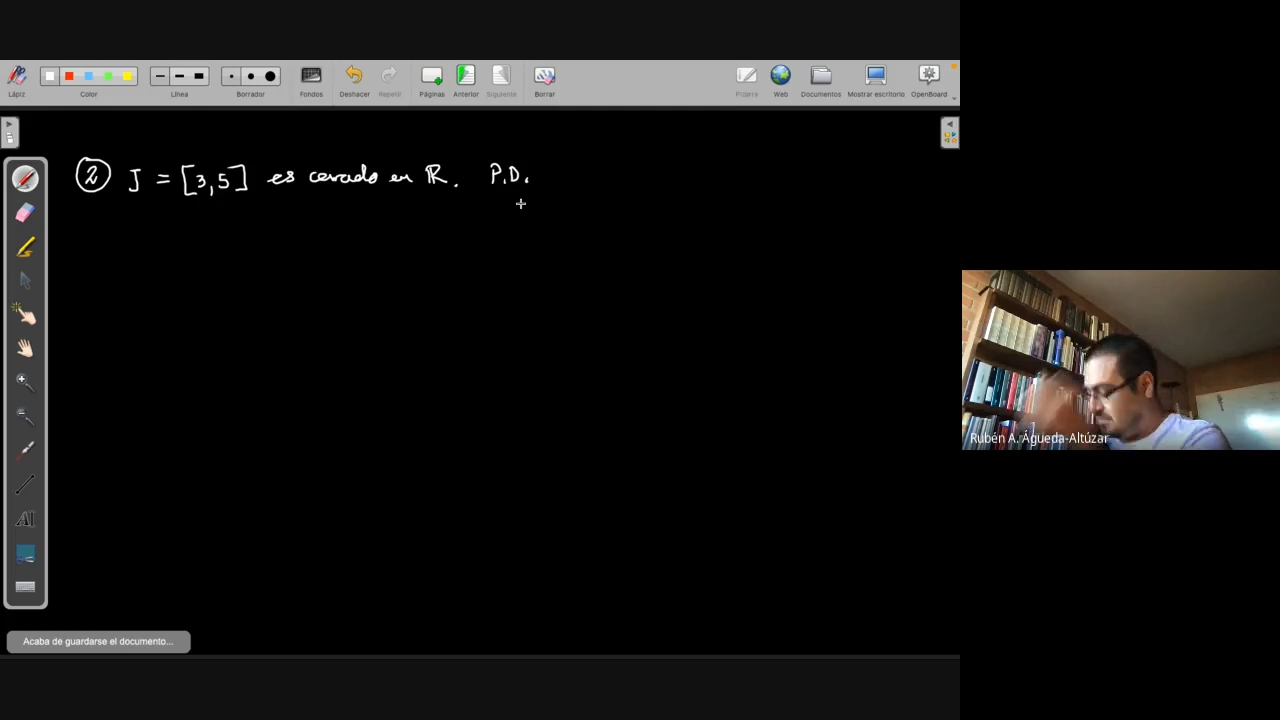 Lápiz Color Línea Borrador Fondos Deshacer Repetir Páginas Anterior Siguiente Borrar Pizarra Web Documentos Mostrar escritorio OpenBoard
② J = [3,5] es cerrado en ℝ. P.D.
Rubén A. Águeda-Altúzar
Acaba de guardarse el documento...